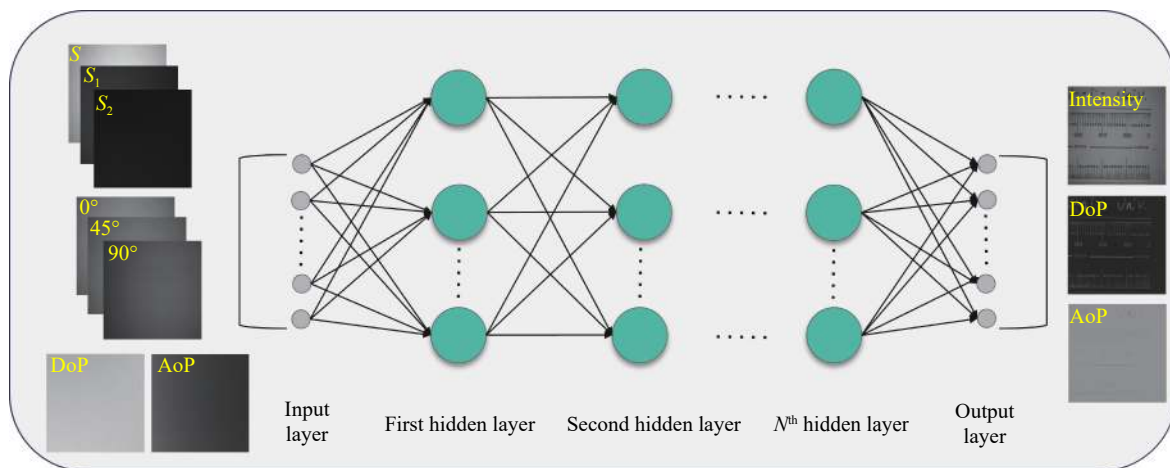 S
S₁
S₂
0°
45°
90°
DoP
AoP
Input
layer
First hidden layer
Second hidden layer
Nᵗʰ hidden layer
Output
layer
Intensity
DoP
AoP